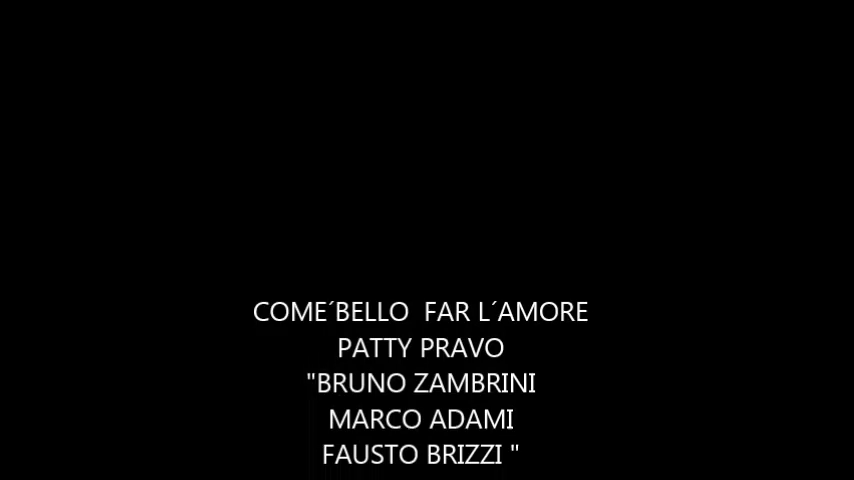 COME´BELLO  FAR L´AMORE
PATTY PRAVO
"BRUNO ZAMBRINI
MARCO ADAMI
FAUSTO BRIZZI "